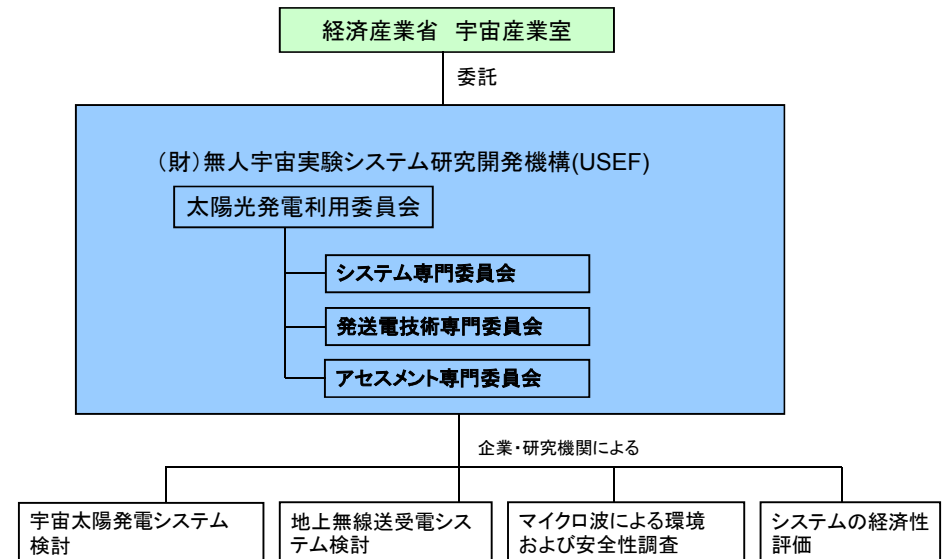 経済産業省 宇宙産業室
委託
(財)無人宇宙実験システム研究開発機構(USEF)
太陽光発電利用委員会
システム専門委員会
発送電技術専門委員会
アセスメント専門委員会
企業・研究機関による
宇宙太陽発電システム
検討
地上無線送受電シス
テム検討
マイクロ波による環境
および安全性調査
システムの経済性
評価